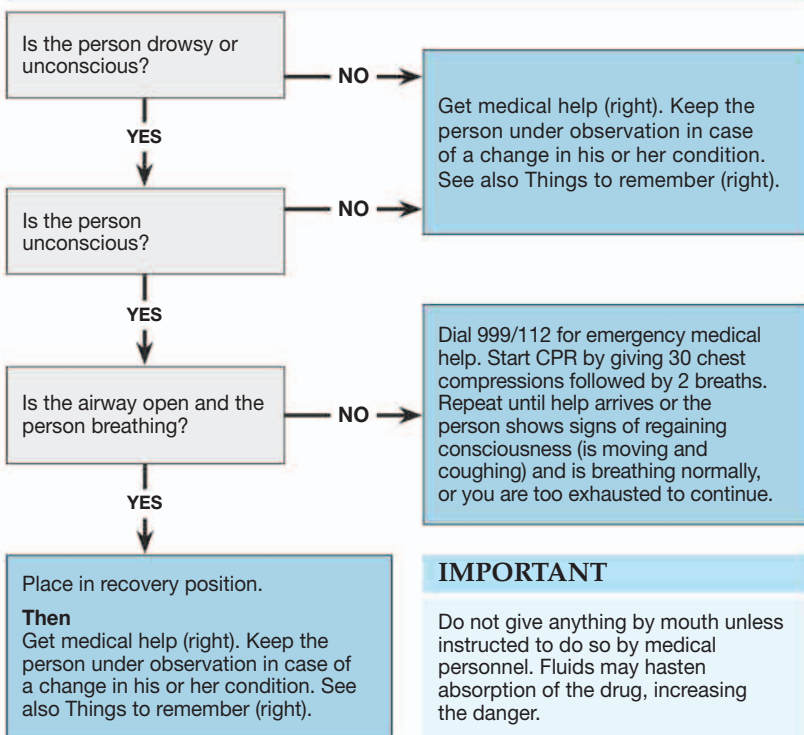 Is the person drowsy or
unconscious?
NO
Get medical help (right). Keep the
person under observation in case
of a change in his or her condition.
See also Things to remember (right).
YES
Is the person
unconscious?
NO
YES
Is the airway open and the
person breathing?
NO
Dial 999/112 for emergency medical
help. Start CPR by giving 30 chest
compressions followed by 2 breaths.
Repeat until help arrives or the
person shows signs of regaining
consciousness (is moving and
coughing) and is breathing normally,
or you are too exhausted to continue.
YES
Place in recovery position.
Then
Get medical help (right). Keep the
person under observation in case of
a change in his or her condition. See
also Things to remember (right).
IMPORTANT
Do not give anything by mouth unless
instructed to do so by medical
personnel. Fluids may hasten
absorption of the drug, increasing
the danger.